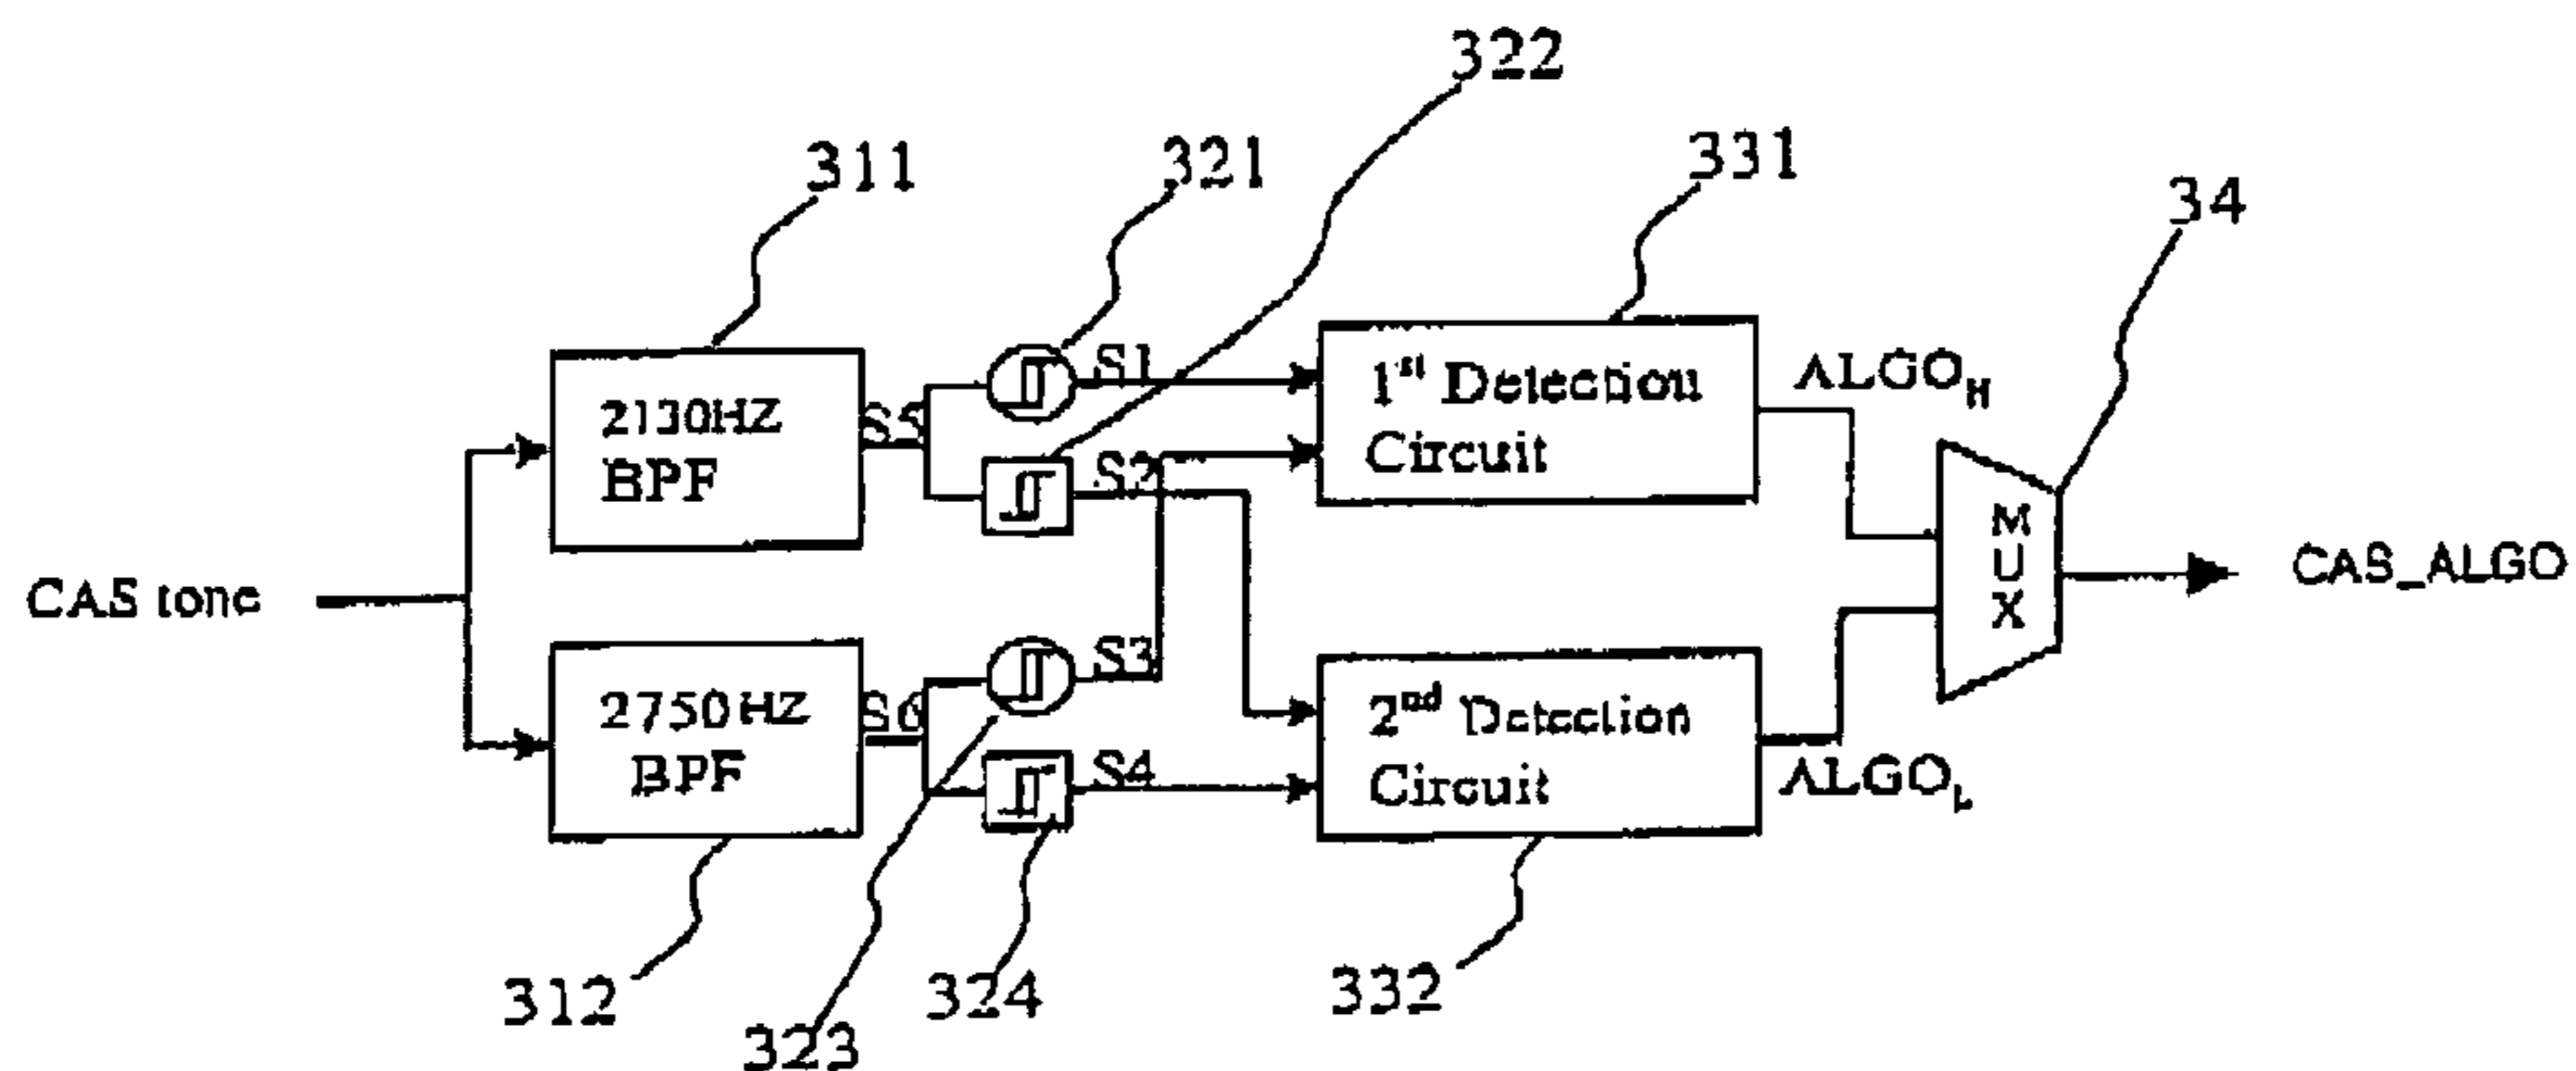 322
311
321
331
34
2130HZ
BPF
S5
S1
S2
1st Detection
Circuit
ALGOH
MUX
CAS tone
CAS_ALGO
2750HZ
BPF
S6
S3
S4
2nd Detection
Circuit
ALGOL
312
323
324
332